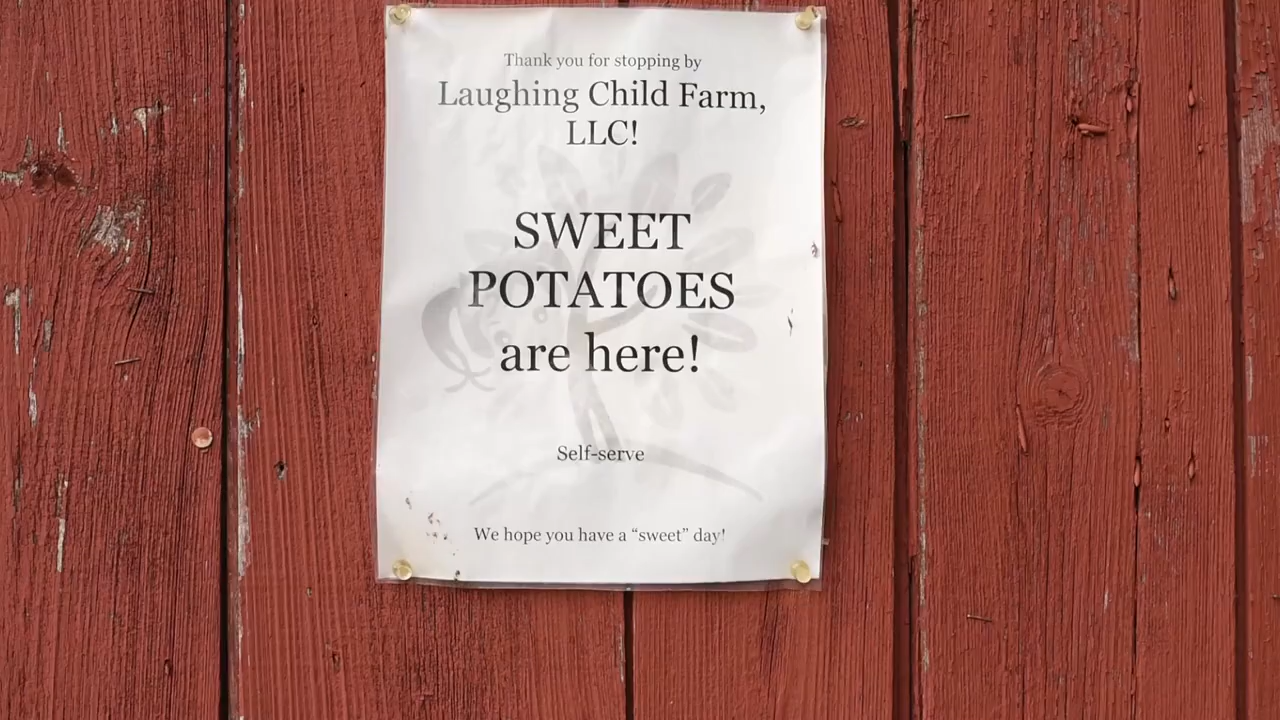 Thank you for stopping by
Laughing Child Farm,
LLC!
SWEET
POTATOES
are here!
Self-serve
We hope you have a “sweet” day!